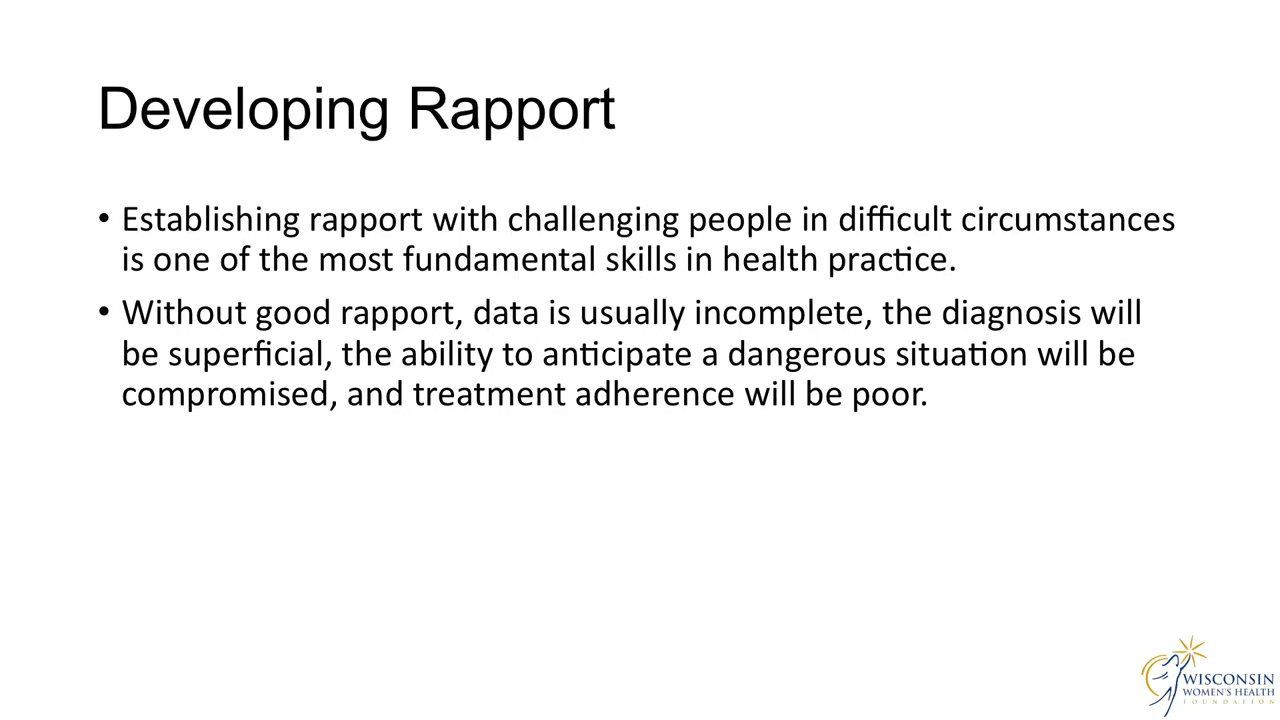 Developing Rapport
• Establishing rapport with challenging people in difficult circumstances
is one of the most fundamental skills in health practice.
• Without good rapport, data is usually incomplete, the diagnosis will
be superficial, the ability to anticipate a dangerous situation will be
compromised, and treatment adherence will be poor.
WISCONSIN
WOMEN'S HEALTH
FOUNDATION